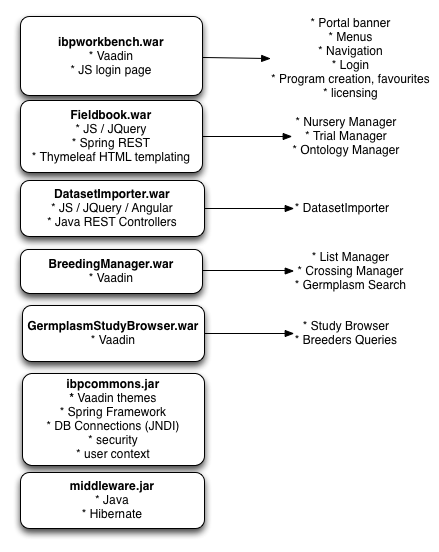 ibpworkbench.war
* Vaadin
* JS login page
* Portal banner
* Menus
* Navigation
* Login
* Program creation, favourites
* licensing
Fieldbook.war
* JS / JQuery
* Spring REST
* Thymeleaf HTML templating
* Nursery Manager
* Trial Manager
* Ontology Manager
DatasetImporter.war
* JS / JQuery / Angular
* Java REST Controllers
* DatasetImporter
BreedingManager.war
* Vaadin
* List Manager
* Crossing Manager
* Germplasm Search
GermplasmStudyBrowser.war
* Vaadin
* Study Browser
* Breeders Queries
ibpcommons.jar
* Vaadin themes
* Spring Framework
* DB Connections (JNDI)
* security
* user context
middleware.jar
* Java
* Hibernate